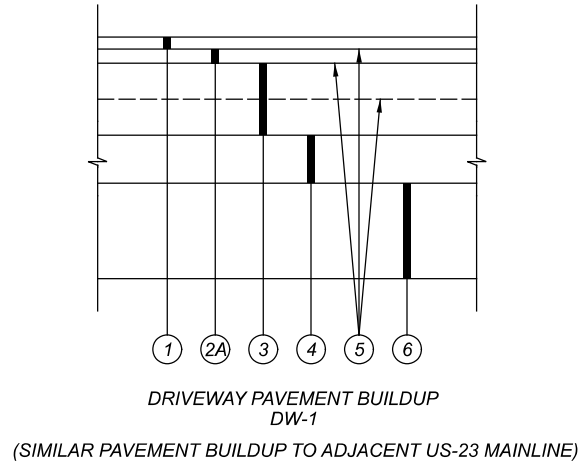 1 2A 3 4 5 6
DRIVEWAY PAVEMENT BUILDUP
DW-1
(SIMILAR PAVEMENT BUILDUP TO ADJACENT US-23 MAINLINE)